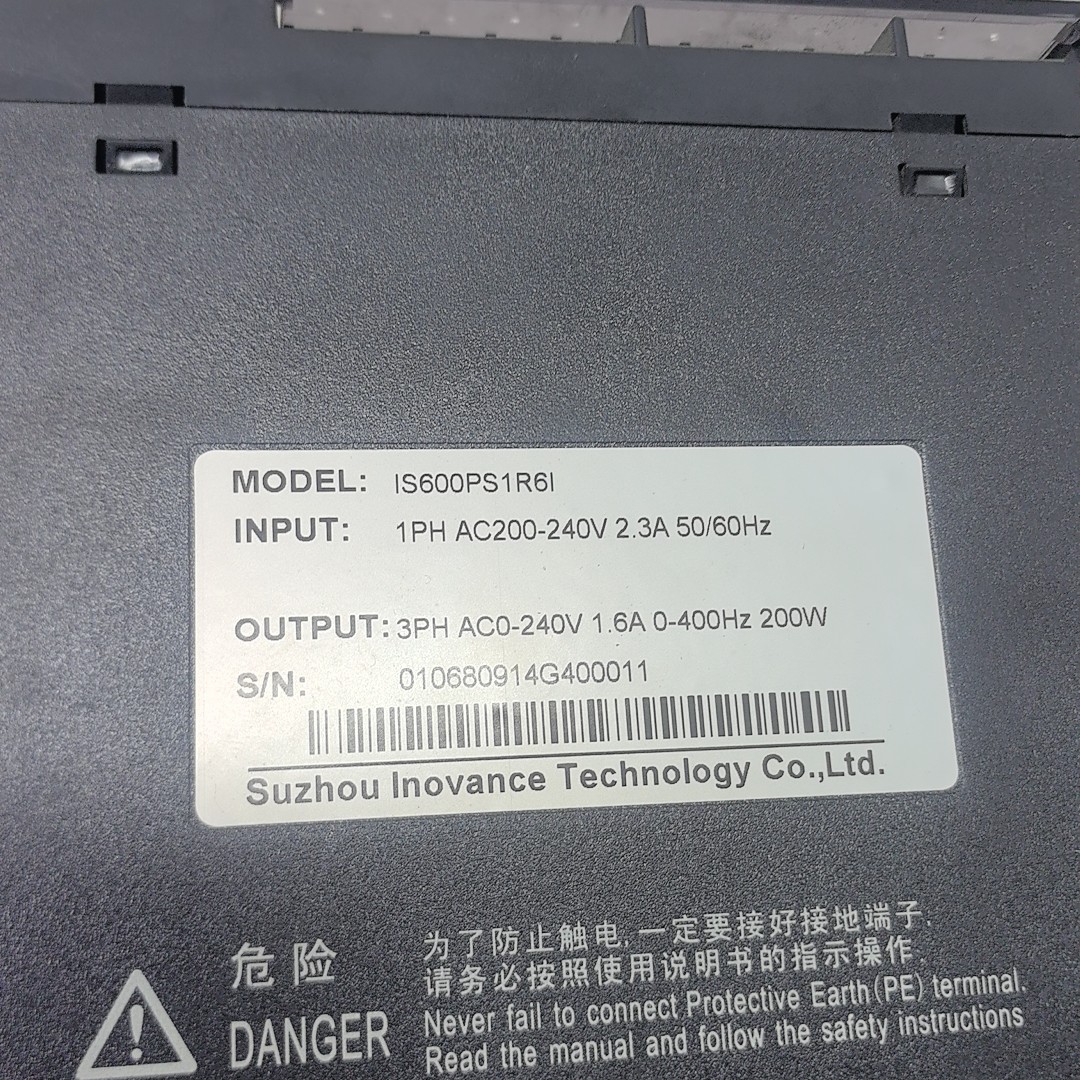 MODEL: IS600PS1R6I
INPUT: 1PH AC200-240V 2.3A 50/60Hz
OUTPUT: 3PH AC0-240V 1.6A 0-400Hz 200W
S/N: 010680914G400011
Suzhou Inovance Technology Co.,Ltd.
危险
DANGER
为了防止触电,一定要接好接地端子.
请务必按照使用说明书的指示操作.
Never fail to connect Protective Earth(PE) terminal.
Read the manual and follow the safety instructions